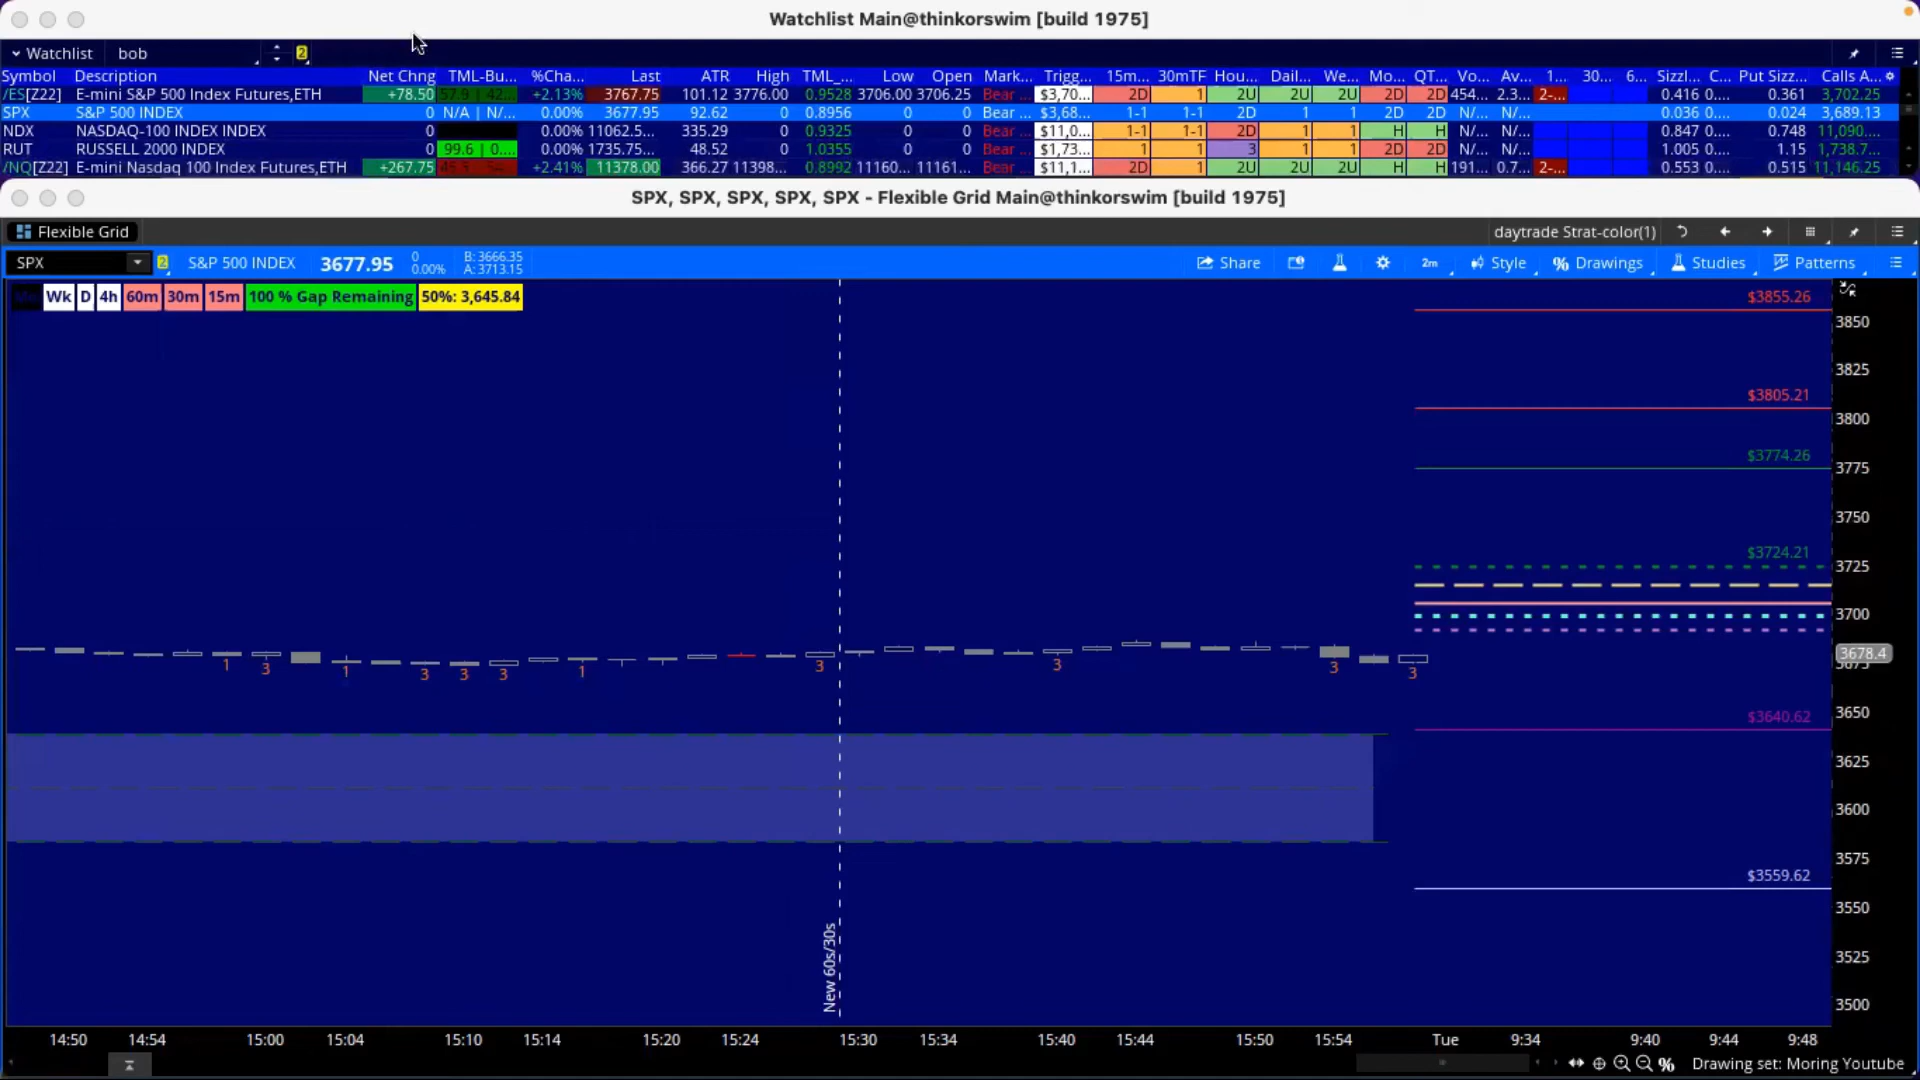 Watchlist Main@thinkorswim [build 1975]
Watchlist bob 2
Symbol Description Net Chng TML-Bu... %Cha... Last ATR High TML_... Low Open Mark... Trigg... 15m... 30mTF Hou... Dail... We... Mo... QT... Vo... Av... 1... 30... 6... Sizzl... C... Put Sizz... Calls A...
/ES[Z22] E-mini S&P 500 Index Futures,ETH +78.50 57.9 | 42... +2.13% 3767.75 101.12 3776.00 0.9528 3706.00 3706.25 Bear ... $3,70... 2D 1 2U 2U 2U 2D 2D 454... 2.3... 2-... 0.416 0.... 0.361 3,702.25
SPX S&P 500 INDEX 0 N/A | N/... 0.00% 3677.95 92.62 0 0.8956 0 0 Bear ... $3,68... 1-1 1-1 2D 1 1 2D 2D N/... N/... 0.036 0.... 0.024 3,689.13
NDX NASDAQ-100 INDEX INDEX 0 0.00% 11062.5... 335.29 0 0.9325 0 0 Bear ... $11,0... 1-1 1-1 2D 1 1 H H N/... N/... 0.847 0.... 0.748 11,090....
RUT RUSSELL 2000 INDEX 0 99.6 | 0.... 0.00% 1735.75... 48.52 0 1.0355 0 0 Bear ... $1,73... 1 1 3 1 1 2D 2D N/... N/... 1.005 0.... 1.15 1,738.7...
/NQ[Z22] E-mini Nasdaq 100 Index Futures,ETH +267.75 +2.41% 11378.00 366.27 11398... 0.8992 11160... 11161... Bear ... $11,1... 2D 1 2U 2U 2U H H 191... 0.7... 2-... 0.553 0.... 0.515 11,146.25
SPX, SPX, SPX, SPX, SPX - Flexible Grid Main@thinkorswim [build 1975]
Flexible Grid daytrade Strat-color(1)
SPX 2 S&P 500 INDEX 3677.95 0 0.00% B: 3666.35 A: 3713.15 Share 2m Style % Drawings Studies Patterns
Wk D 4h 60m 30m 15m 100 % Gap Remaining 50%: 3,645.84
$3855.26
3850
3825
$3805.21
3800
$3774.26
3775
3750
$3724.21
3725
3700
3678.4
1 3 1 3 3 3 1 3 3 3 3
3650
$3640.62
3625
3600
3575
$3559.62
3550
3525
3500
New 60s/30s
14:50 14:54 15:00 15:04 15:10 15:14 15:20 15:24 15:30 15:34 15:40 15:44 15:50 15:54 Tue 9:34 9:40 9:44 9:48
% Drawing set: Moring Youtube